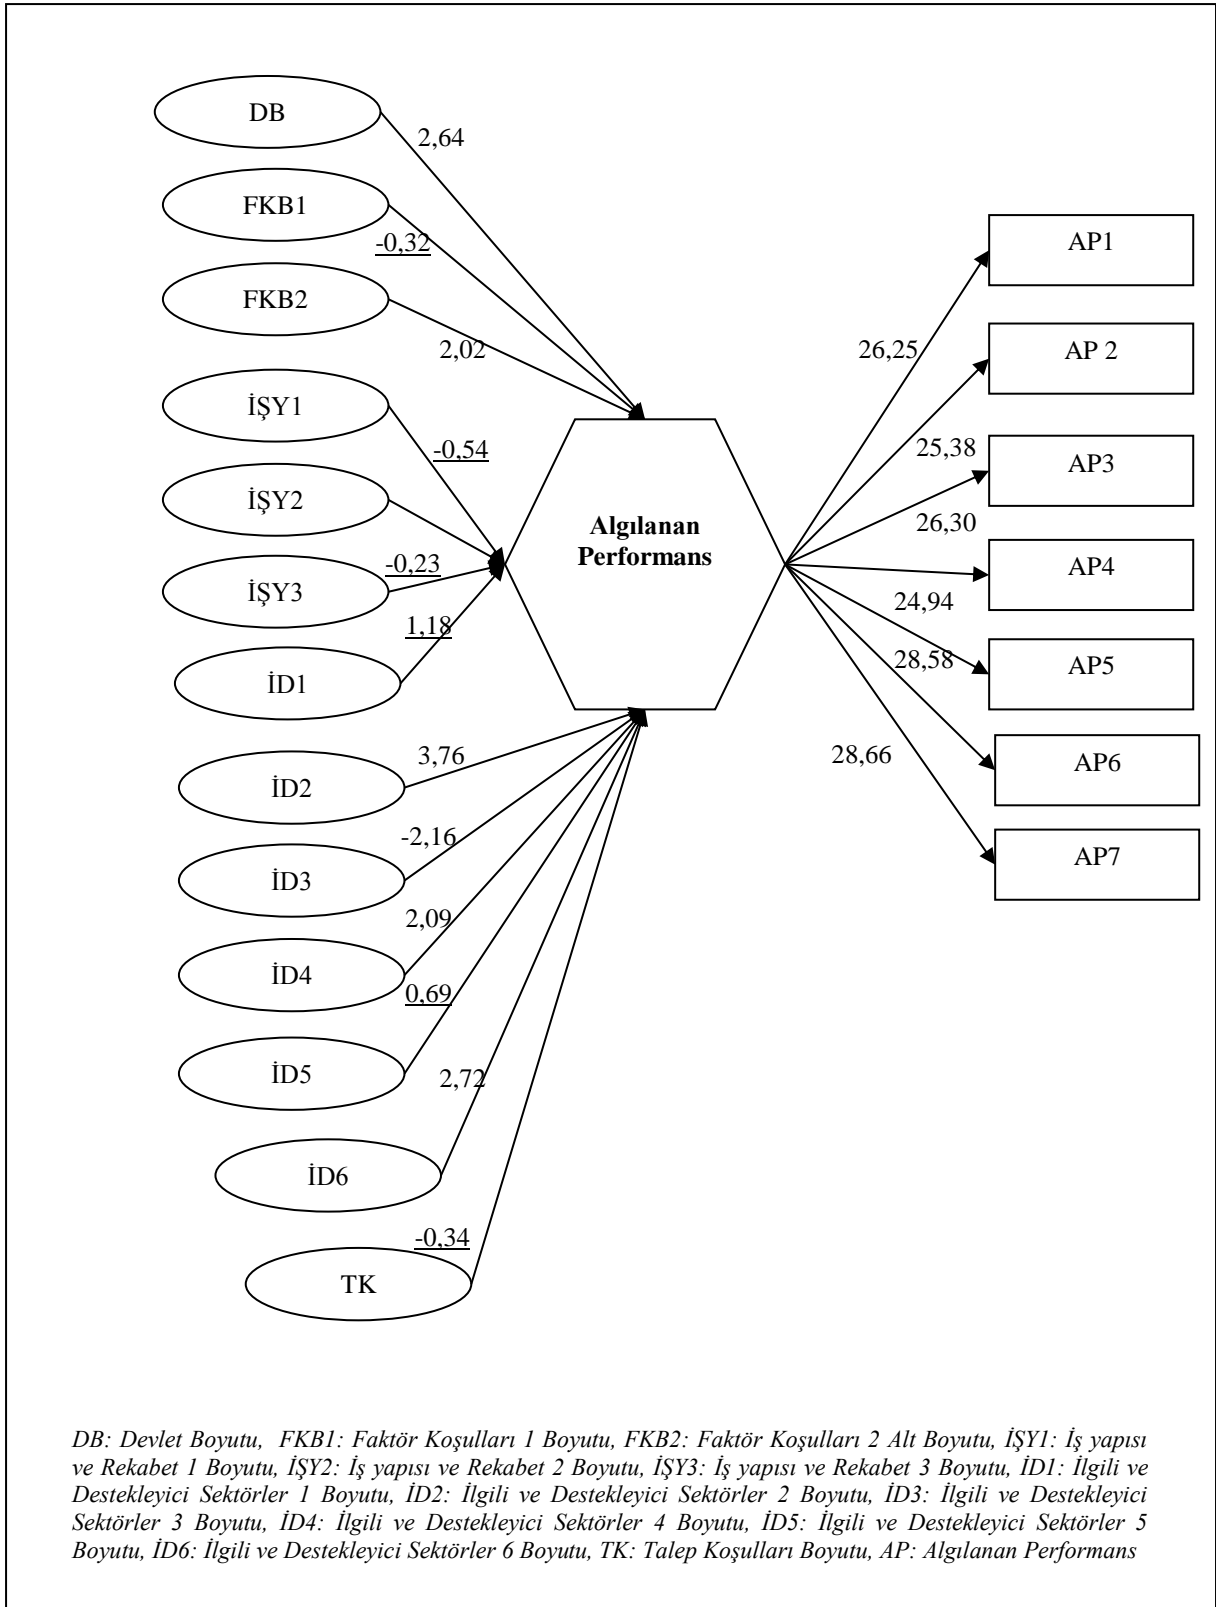 DB
2,64
FKB1
-0,32
FKB2
2,02
İŞY1
-0,54
İŞY2
İŞY3
-0,23
İD1
1,18
İD2
3,76
İD3
-2,16
İD4
2,09
İD5
0,69
İD6
2,72
TK
-0,34
Algılanan
Performans
AP1
26,25
AP 2
25,38
AP3
26,30
AP4
24,94
AP5
28,58
AP6
28,66
AP7
DB: Devlet Boyutu, FKB1: Faktör Koşulları 1 Boyutu, FKB2: Faktör Koşulları 2 Alt Boyutu, İŞY1: İş yapısı
ve Rekabet 1 Boyutu, İŞY2: İş yapısı ve Rekabet 2 Boyutu, İŞY3: İş yapısı ve Rekabet 3 Boyutu, İD1: İlgili ve
Destekleyici Sektörler 1 Boyutu, İD2: İlgili ve Destekleyici Sektörler 2 Boyutu, İD3: İlgili ve Destekleyici
Sektörler 3 Boyutu, İD4: İlgili ve Destekleyici Sektörler 4 Boyutu, İD5: İlgili ve Destekleyici Sektörler 5
Boyutu, İD6: İlgili ve Destekleyici Sektörler 6 Boyutu, TK: Talep Koşulları Boyutu, AP: Algılanan Performans